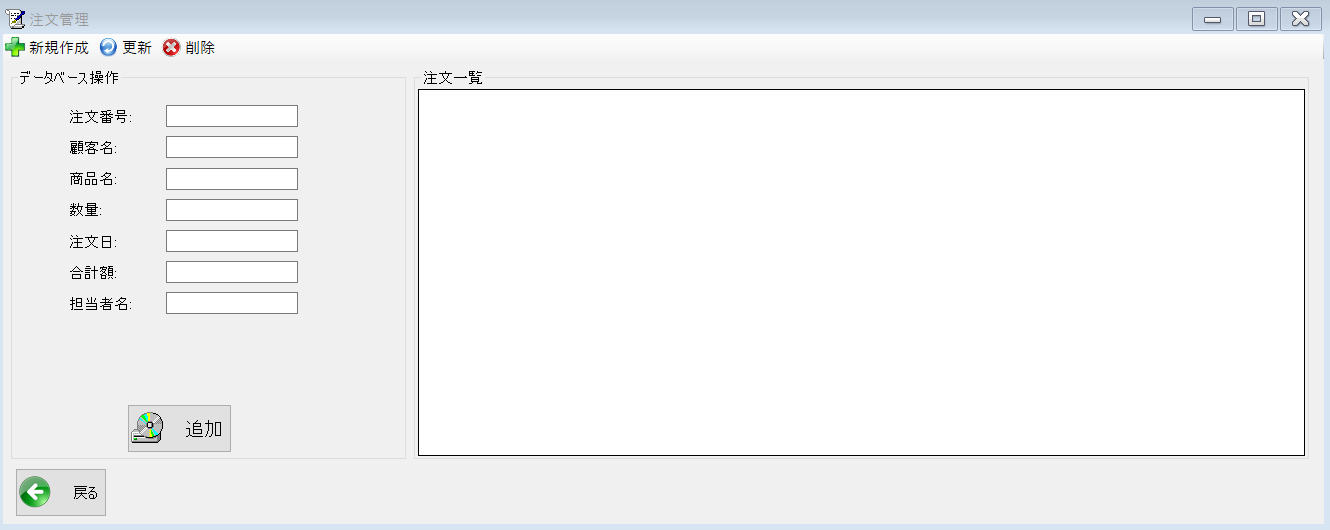 注文管理
新規作成 更新 削除
データベース操作
注文番号:
顧客名:
商品名:
数量:
注文日:
合計額:
担当者名:
追加
戻る
注文一覧